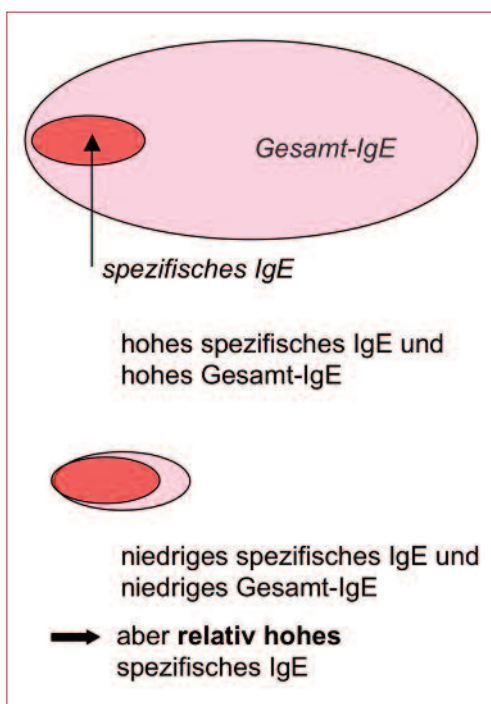 Gesamt-IgE
spezifisches IgE
hohes spezifisches IgE und
hohes Gesamt-IgE
niedriges spezifisches IgE und
niedriges Gesamt-IgE
aber relativ hohes
spezifisches IgE